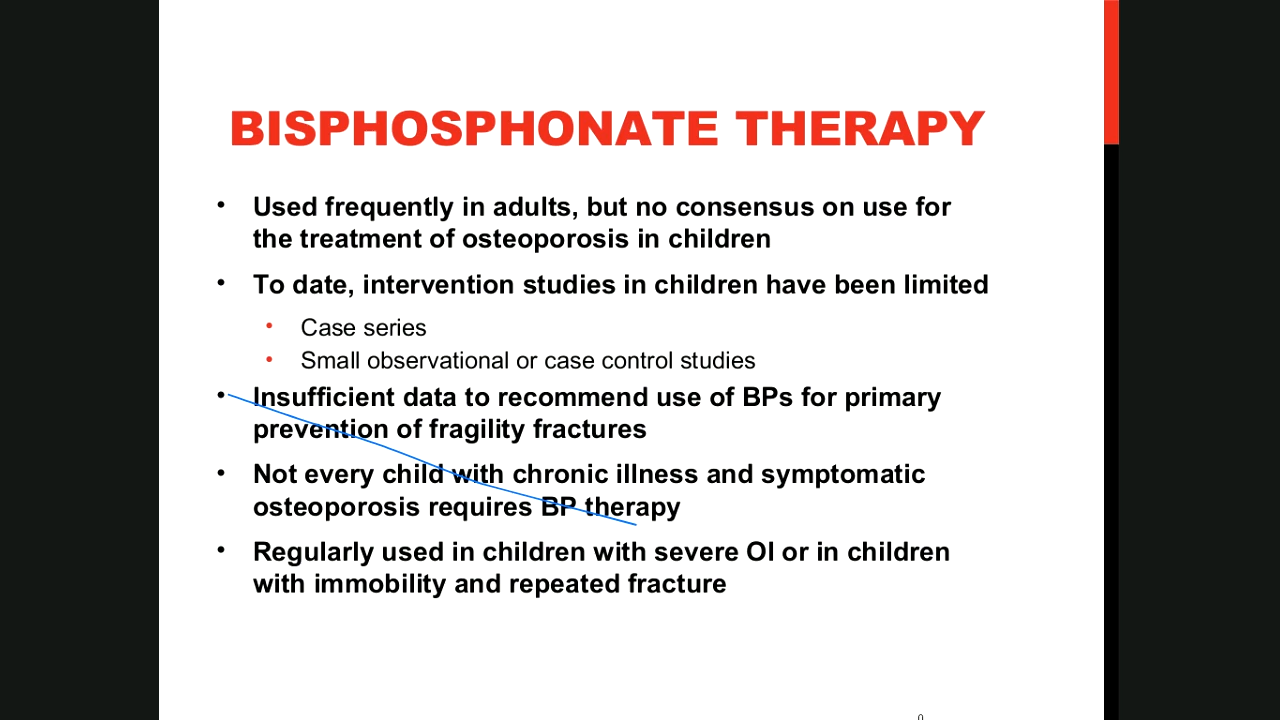 BISPHOSPHONATE THERAPY
• Used frequently in adults, but no consensus on use for
the treatment of osteoporosis in children
• To date, intervention studies in children have been limited
• Case series
• Small observational or case control studies
• Insufficient data to recommend use of BPs for primary
prevention of fragility fractures
• Not every child with chronic illness and symptomatic
osteoporosis requires BP therapy
• Regularly used in children with severe OI or in children
with immobility and repeated fracture